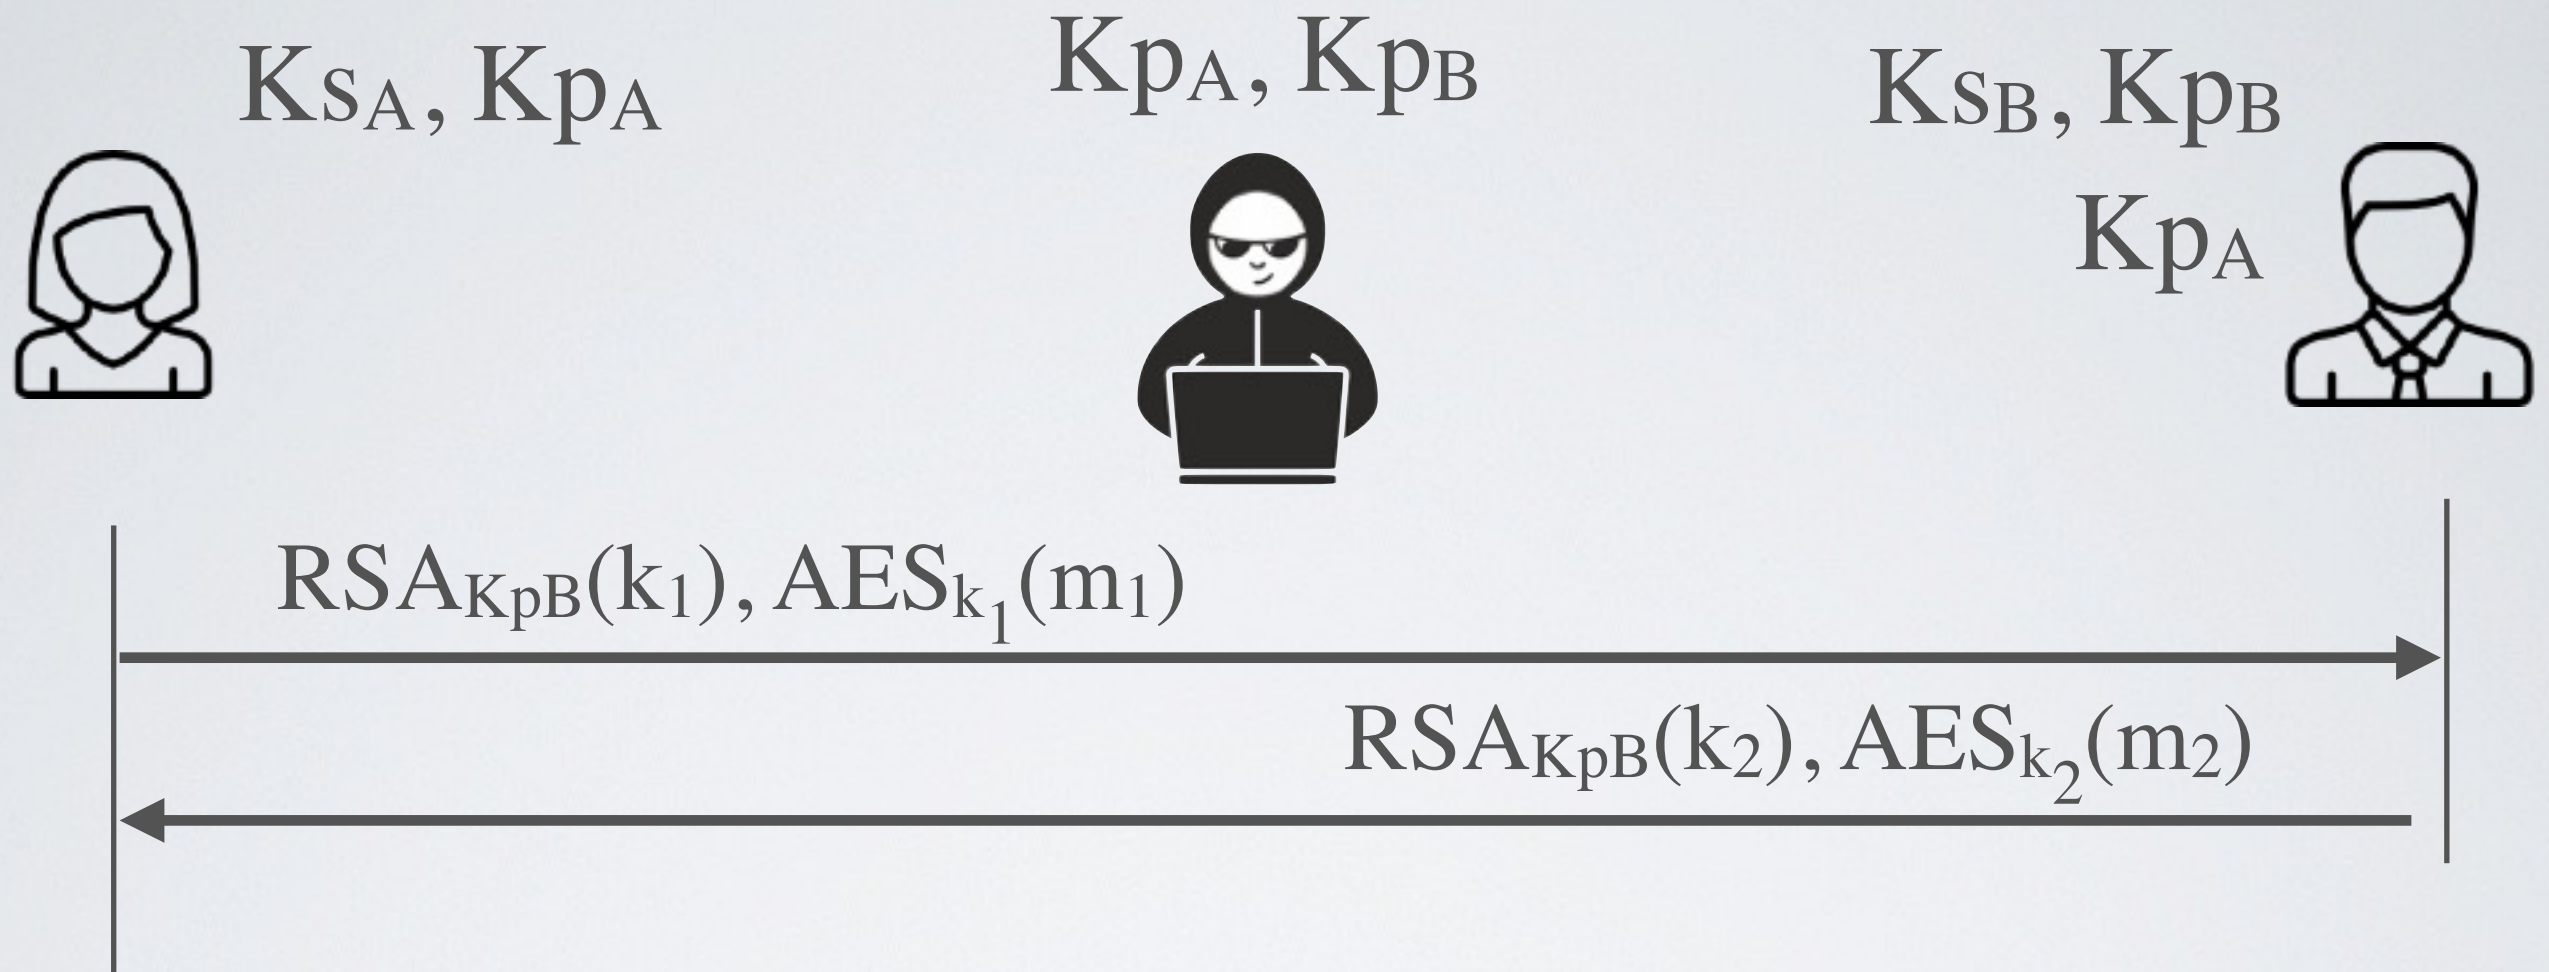 KsA, KpA
KpA, KpB
KsB, KpB
KpA
RSAKpB(k1), AESk1(m1)
RSAKpB(k2), AESk2(m2)